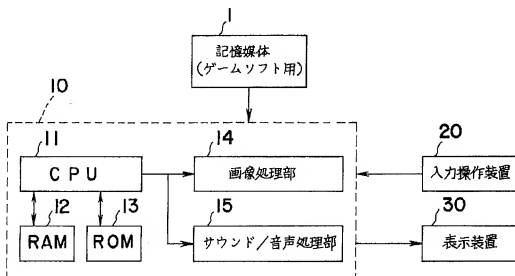 1
記憶媒体
(ゲームソフト用)
10
11
CPU
14
画像処理部
20
入力操作装置
12
RAM
13
ROM
15
サウンド/音声処理部
30
表示装置